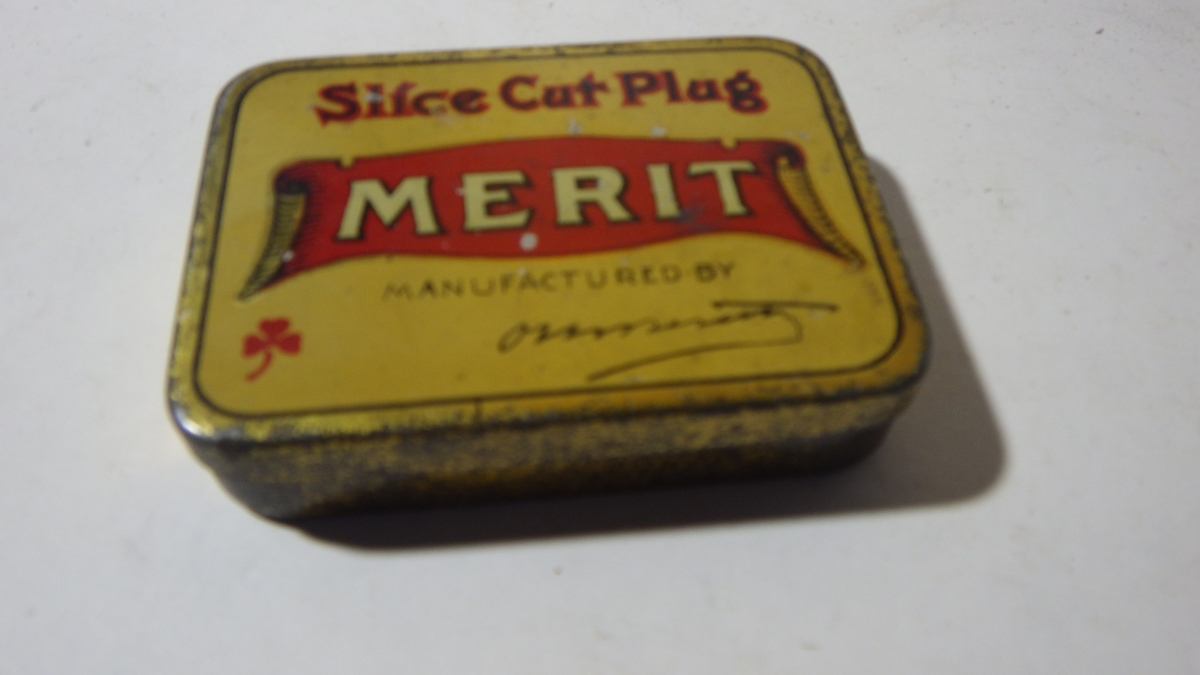 Slice Cut Plug
MERIT
MANUFACTURED BY